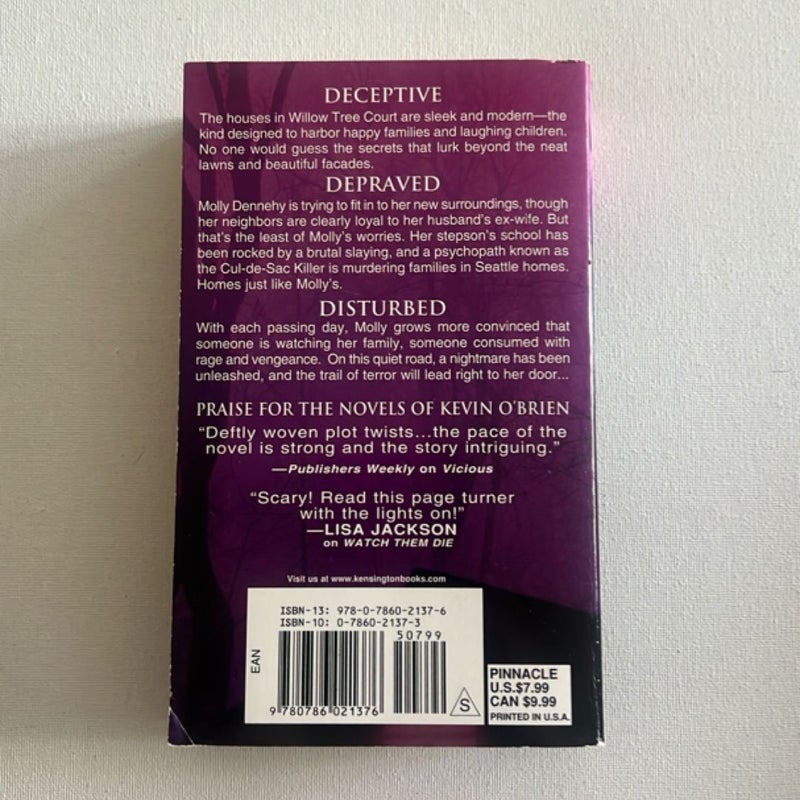 DECEPTIVE
The houses in Willow Tree Court are sleek and modern—the
kind designed to harbor happy families and laughing children.
No one would guess the secrets that lurk beyond the neat
lawns and beautiful facades.
DEPRAVED
Molly Dennehy is trying to fit in to her new surroundings, though
her neighbors are clearly loyal to her husband's ex-wife. But
that's the least of Molly's worries. Her stepson's school has
been rocked by a brutal slaying, and a psychopath known as
the Cul-de-Sac Killer is murdering families in Seattle homes.
Homes just like Molly's.
DISTURBED
With each passing day, Molly grows more convinced that
someone is watching her family, someone consumed with
rage and vengeance. On this quiet road, a nightmare has been
unleashed, and the trail of terror will lead right to her door...
PRAISE FOR THE NOVELS OF KEVIN O'BRIEN
"Deftly woven plot twists...the pace of the
novel is strong and the story intriguing."
—Publishers Weekly on Vicious
"Scary! Read this page turner
with the lights on!"
—LISA JACKSON
on WATCH THEM DIE
Visit us at www.kensingtonbooks.com
ISBN-13: 978-0-7860-2137-6
ISBN-10: 0-7860-2137-3
50799
EAN
9 780786 021376
S
PINNACLE
U.S.$7.99
CAN $9.99
PRINTED IN U.S.A.